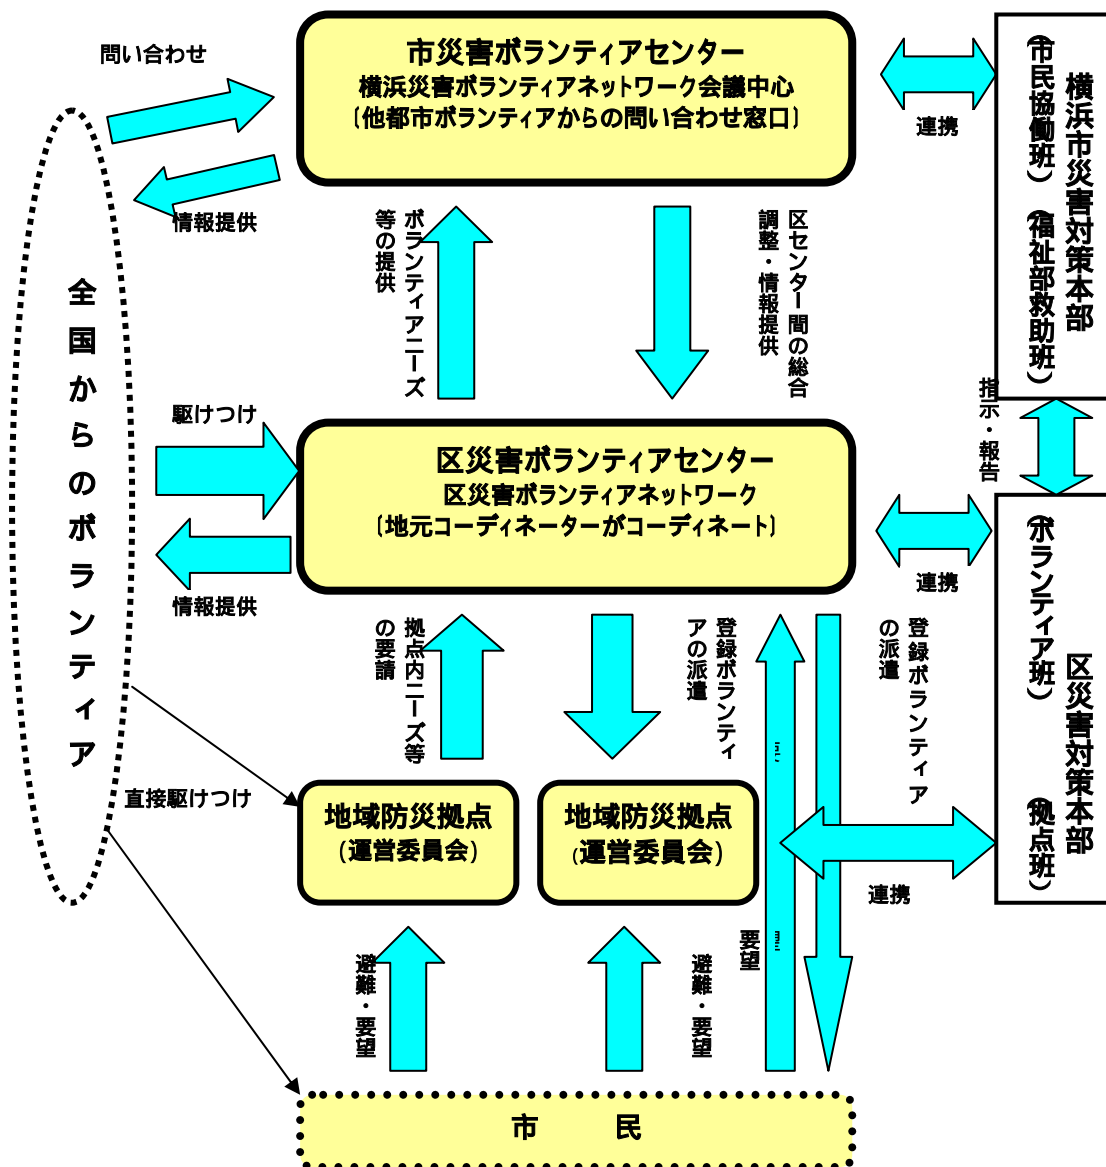 問い合わせ
市災害ボランティアセンター
横浜災害ボランティアネットワーク会議中心
〔他都市ボランティアからの問い合わせ窓口〕
連携
横浜市災害対策本部
(市民協働班)(福祉部救助班)
情報提供
ボランティアニーズ
等の提供
区センター間の総合
調整・情報提供
全国からのボランティア
指示・報告
駆けつけ
区災害ボランティアセンター
区災害ボランティアネットワーク
〔地元コーディネーターがコーディネート〕
連携
情報提供
区災害対策本部
(ボランティア班)
(拠点班)
拠点内ニーズ等
の要請
登録ボランティ
アの派遣
登録ボランティア
の派遣
直接駆けつけ
地域防災拠点
(運営委員会)
地域防災拠点
(運営委員会)
連携
避難・要望
避難・要望
要望
市民